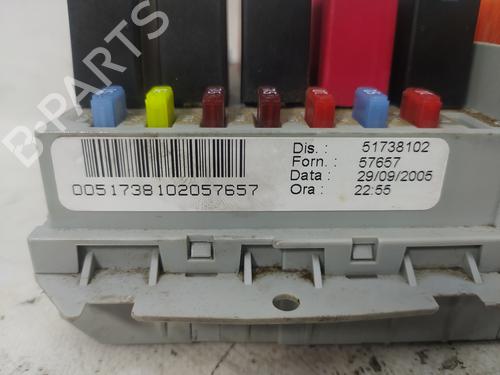 B-PARTS
Dis. : 51738102
Forn. : 57657
Data : 29/09/2005
Ora : 22:55
0051738102057657